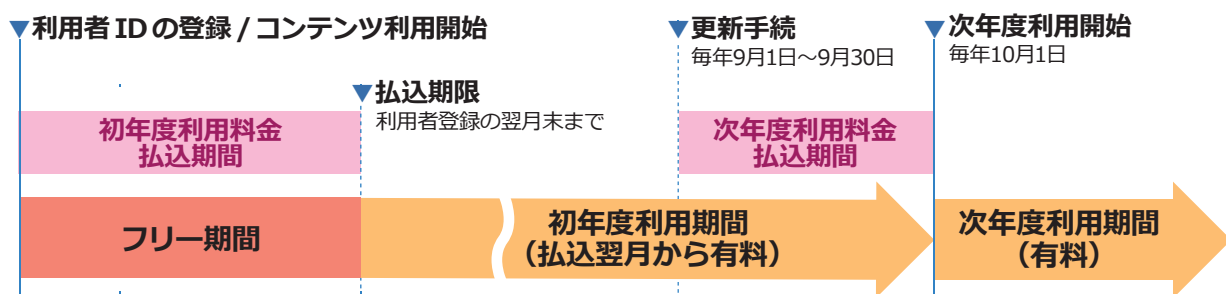 ▼利用者 ID の登録 / コンテンツ利用開始
▼更新手続
毎年9月1日~9月30日
▼次年度利用開始
毎年10月1日
▼払込期限
利用者登録の翌月末まで
初年度利用料金
払込期間
次年度利用料金
払込期間
フリー期間
初年度利用期間
(払込翌月から有料)
次年度利用期間
(有料)